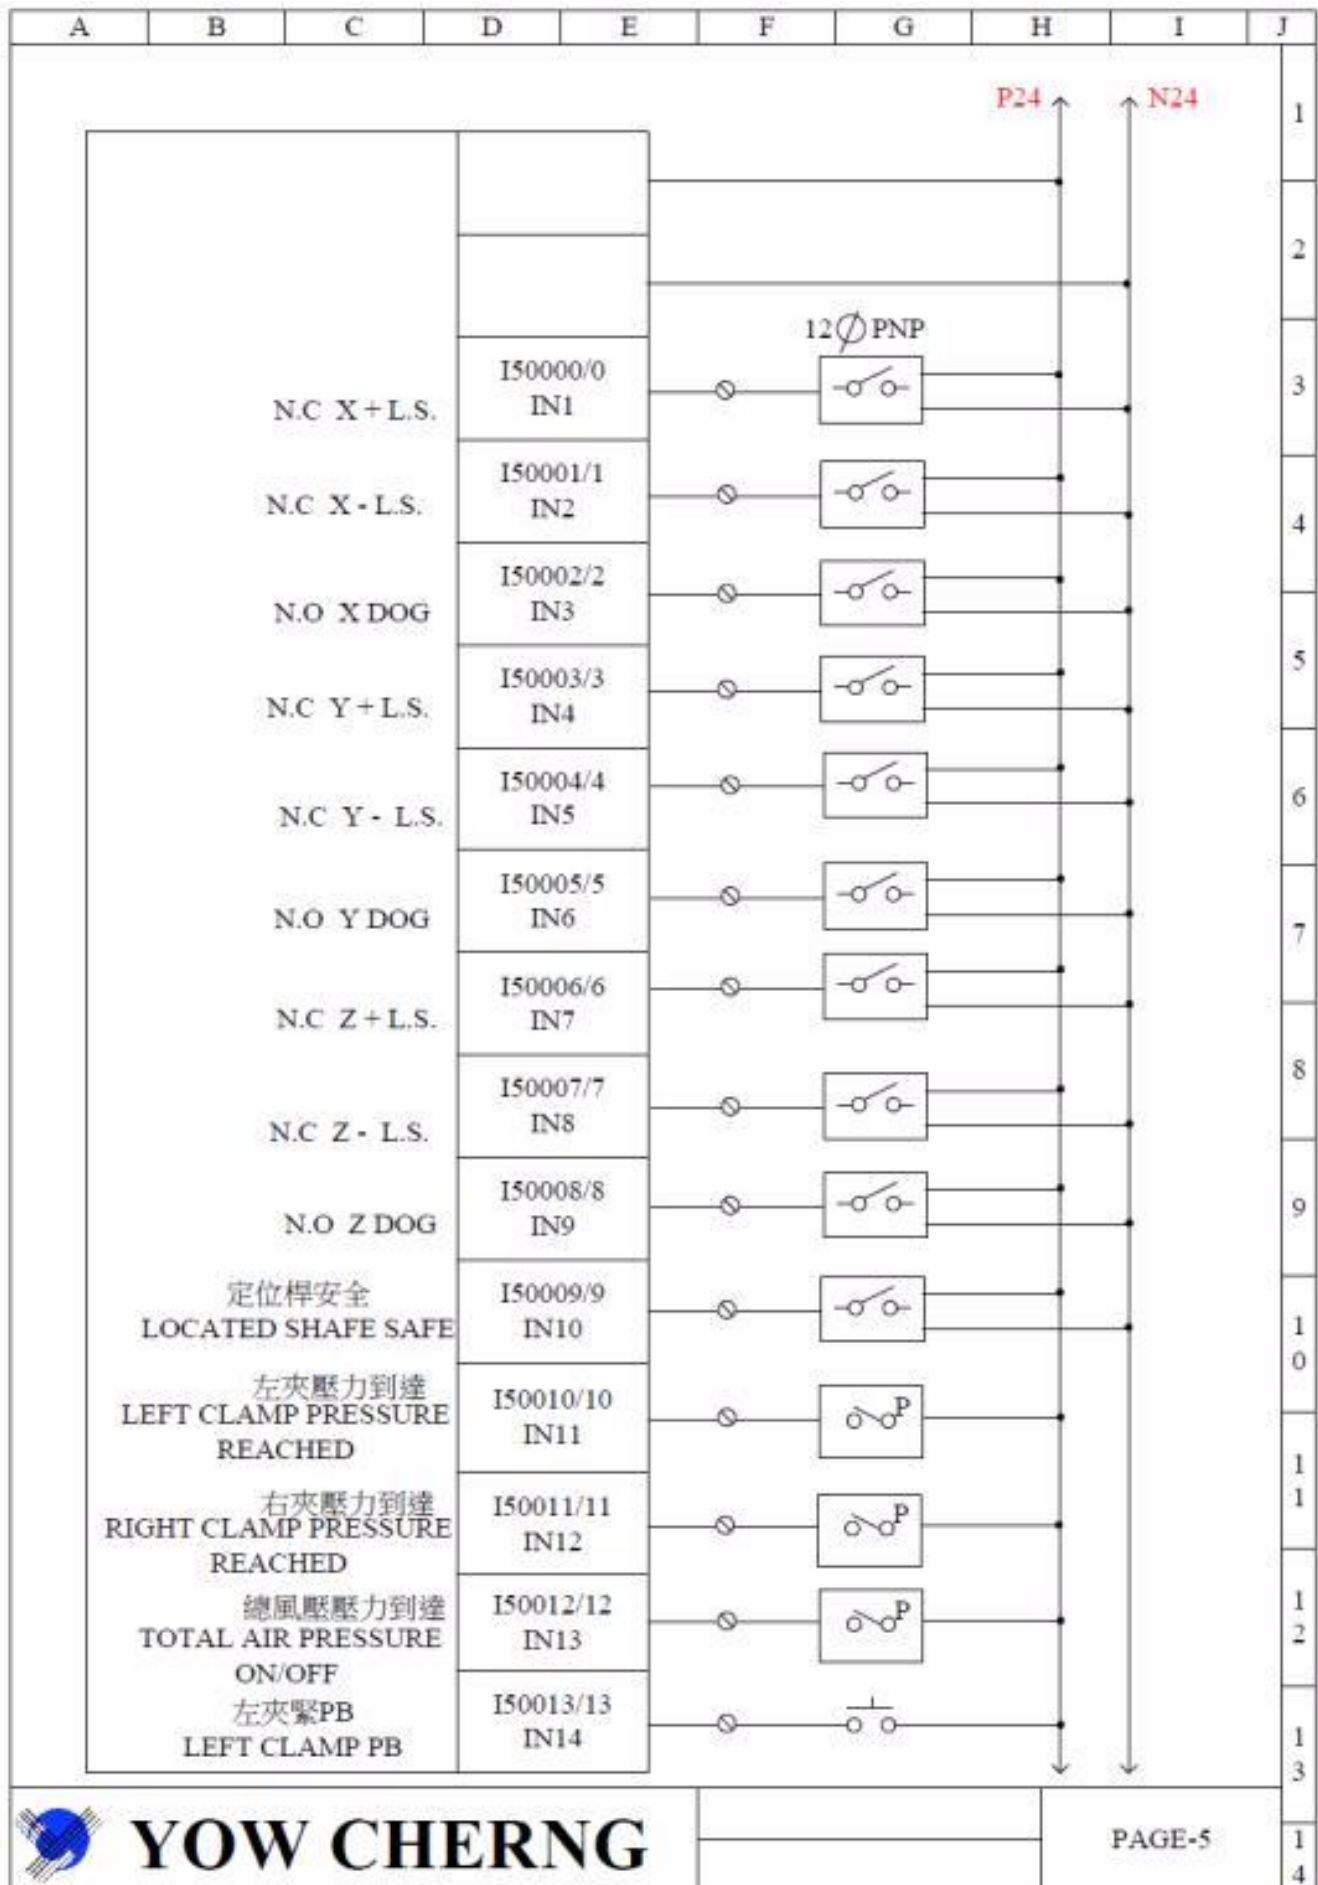 A B C D E F G H I J
P24 N24
1
2
12∅ PNP
N.C X + L.S.
I50000/0
IN1
3
N.C X - L.S.
I50001/1
IN2
4
N.O X DOG
I50002/2
IN3
5
N.C Y + L.S.
I50003/3
IN4
N.C Y - L.S.
I50004/4
IN5
6
N.O Y DOG
I50005/5
IN6
7
N.C Z + L.S.
I50006/6
IN7
N.C Z - L.S.
I50007/7
IN8
8
N.O Z DOG
I50008/8
IN9
9
定位桿安全
LOCATED SHAFE SAFE
I50009/9
IN10
10
左夾壓力到達
LEFT CLAMP PRESSURE
REACHED
I50010/10
IN11
P
11
右夾壓力到達
RIGHT CLAMP PRESSURE
REACHED
I50011/11
IN12
P
總風壓壓力到達
TOTAL AIR PRESSURE
ON/OFF
I50012/12
IN13
P
12
左夾緊PB
LEFT CLAMP PB
I50013/13
IN14
13
YOW CHERNG
PAGE-5
14